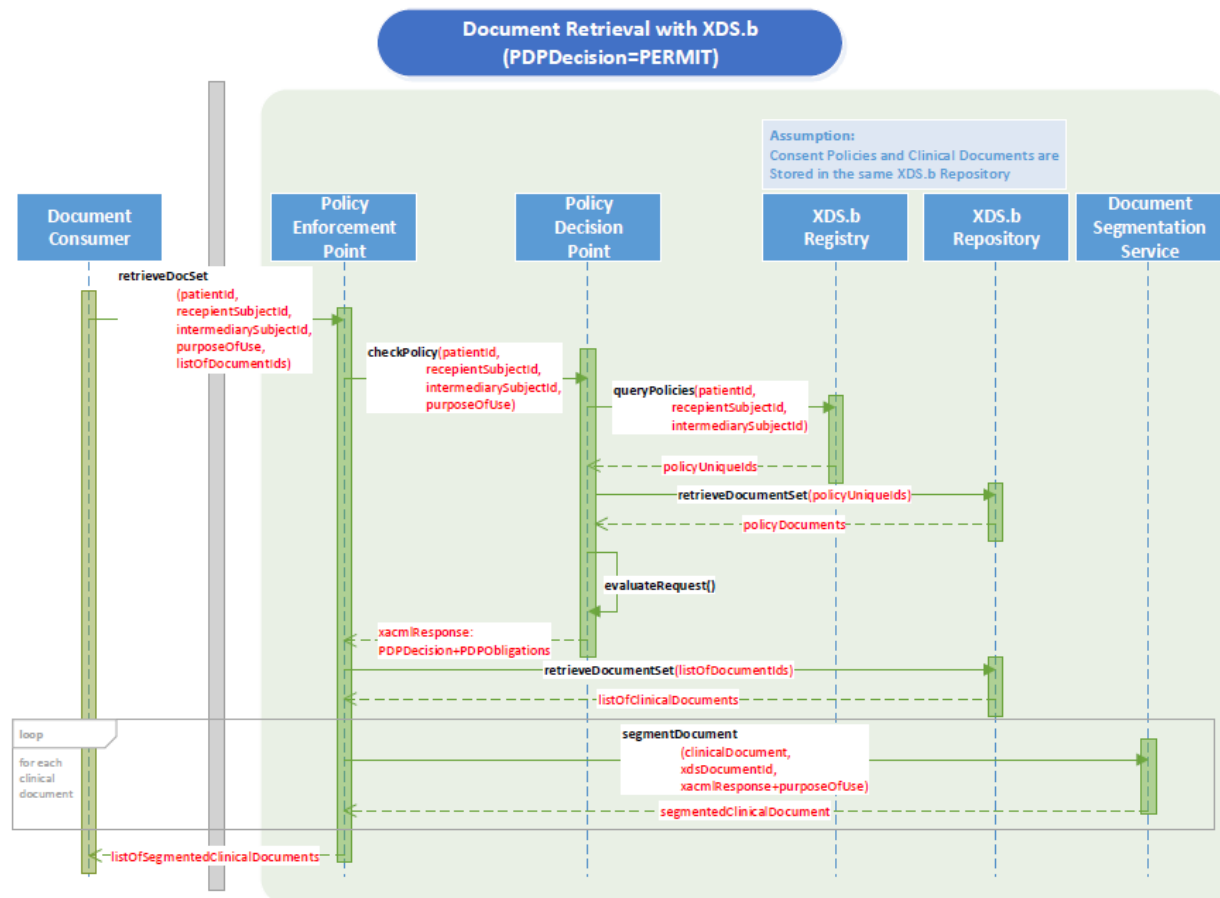 Document Retrieval with XDS.b
(PDPDecision=PERMIT)
Assumption:
Consent Policies and Clinical Documents are
Stored in the same XDS.b Repository
Document
Consumer
Policy
Enforcement
Point
Policy
Decision
Point
XDS.b
Registry
XDS.b
Repository
Document
Segmentation
Service
retrieveDocSet
(patientId,
recepientSubjectId,
intermediarySubjectId,
purposeOfUse,
listOfDocumentIds)
checkPolicy(patientId,
recepientSubjectId,
intermediarySubjectId,
purposeOfUse)
queryPolicies(patientId,
recepientSubjectId,
intermediarySubjectId)
policyUniqueIds
retrieveDocumentSet(policyUniqueIds)
policyDocuments
evaluateRequest()
xacmlResponse:
PDPDecision+PDPObligations
retrieveDocumentSet(listOfDocumentIds)
listOfClinicalDocuments
loop
for each
clinical
document
segmentDocument
(clinicalDocument,
xdsDocumentId,
xacmlResponse+purposeOfUse)
segmentedClinicalDocument
listOfSegmentedClinicalDocuments